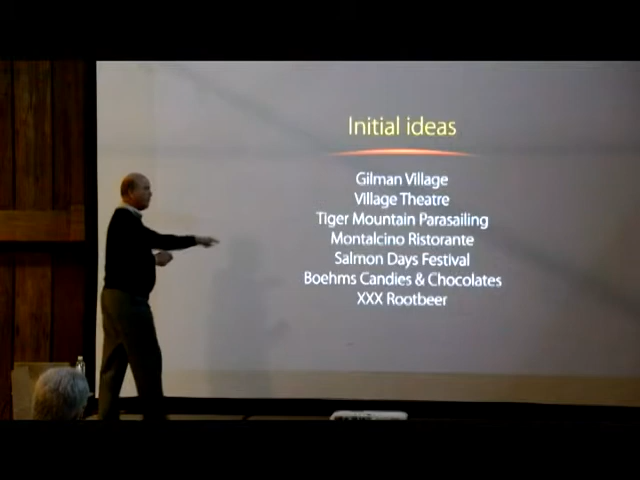 Initial ideas
Gilman Village
Village Theatre
Tiger Mountain Parasailing
Montalcino Ristorante
Salmon Days Festival
Boehms Candies & Chocolates
XXX Rootbeer